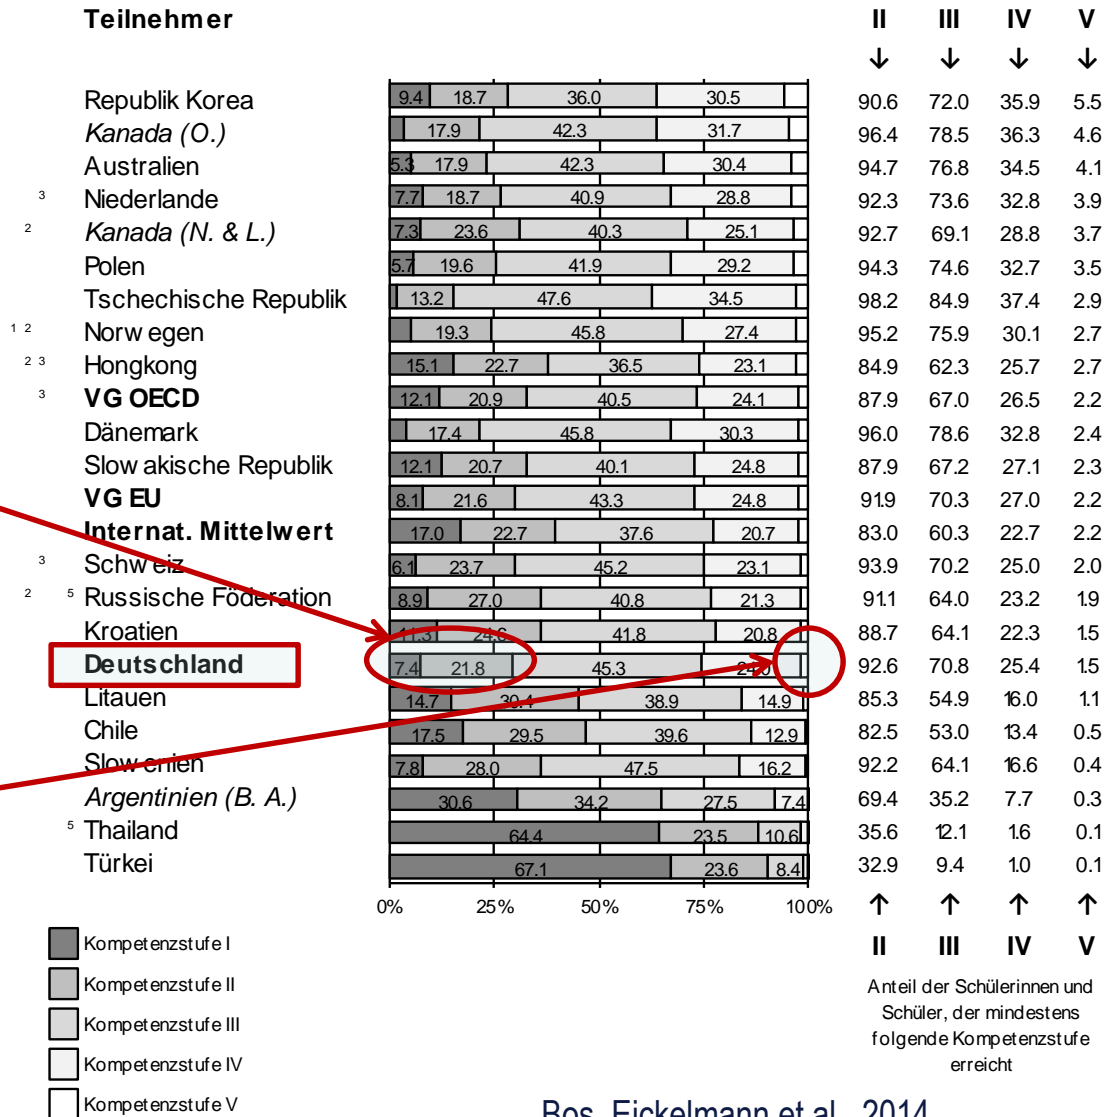 Teilnehmer II III IV V
↓ ↓ ↓ ↓
Republik Korea 9.4 18.7 36.0 30.5 90.6 72.0 35.9 5.5
Kanada (O.) 17.9 42.3 31.7 96.4 78.5 36.3 4.6
Australien 5.3 17.9 42.3 30.4 94.7 76.8 34.5 4.1
3 Niederlande 7.7 18.7 40.9 28.8 92.3 73.6 32.8 3.9
2 Kanada (N. & L.) 7.3 23.6 40.3 25.1 92.7 69.1 28.8 3.7
Polen 5.7 19.6 41.9 29.2 94.3 74.6 32.7 3.5
Tschechische Republik 13.2 47.6 34.5 98.2 84.9 37.4 2.9
1 2 Norwegen 19.3 45.8 27.4 95.2 75.9 30.1 2.7
2 3 Hongkong 15.1 22.7 36.5 23.1 84.9 62.3 25.7 2.7
3 VG OECD 12.1 20.9 40.5 24.1 87.9 67.0 26.5 2.2
Dänemark 17.4 45.8 30.3 96.0 78.6 32.8 2.4
Slowakische Republik 12.1 20.7 40.1 24.8 87.9 67.2 27.1 2.3
VG EU 8.1 21.6 43.3 24.8 91.9 70.3 27.0 2.2
Internat. Mittelwert 17.0 22.7 37.6 20.7 83.0 60.3 22.7 2.2
3 Schweiz 6.1 23.7 45.2 23.1 93.9 70.2 25.0 2.0
2 5 Russische Föderation 8.9 27.0 40.8 21.3 91.1 64.0 23.2 1.9
Kroatien 11.3 24.6 41.8 20.8 88.7 64.1 22.3 1.5
Deutschland 7.4 21.8 45.3 92.6 70.8 25.4 1.5
Litauen 14.7 30.4 38.9 14.9 85.3 54.9 16.0 1.1
Chile 17.5 29.5 39.6 12.9 82.5 53.0 13.4 0.5
Slowenien 7.8 28.0 47.5 16.2 92.2 64.1 16.6 0.4
Argentinien (B. A.) 30.6 34.2 27.5 7.4 69.4 35.2 7.7 0.3
5 Thailand 64.4 23.5 10.6 35.6 12.1 1.6 0.1
Türkei 67.1 23.6 8.4 32.9 9.4 1.0 0.1
0% 25% 50% 75% 100% ↑ ↑ ↑ ↑
II III IV V
Kompetenzstufe I
Kompetenzstufe II
Kompetenzstufe III
Kompetenzstufe IV
Kompetenzstufe V
Anteil der Schülerinnen und
Schüler, der mindestens
folgende Kompetenzstufe
erreicht
Bos, Eickelmann et al., 2014